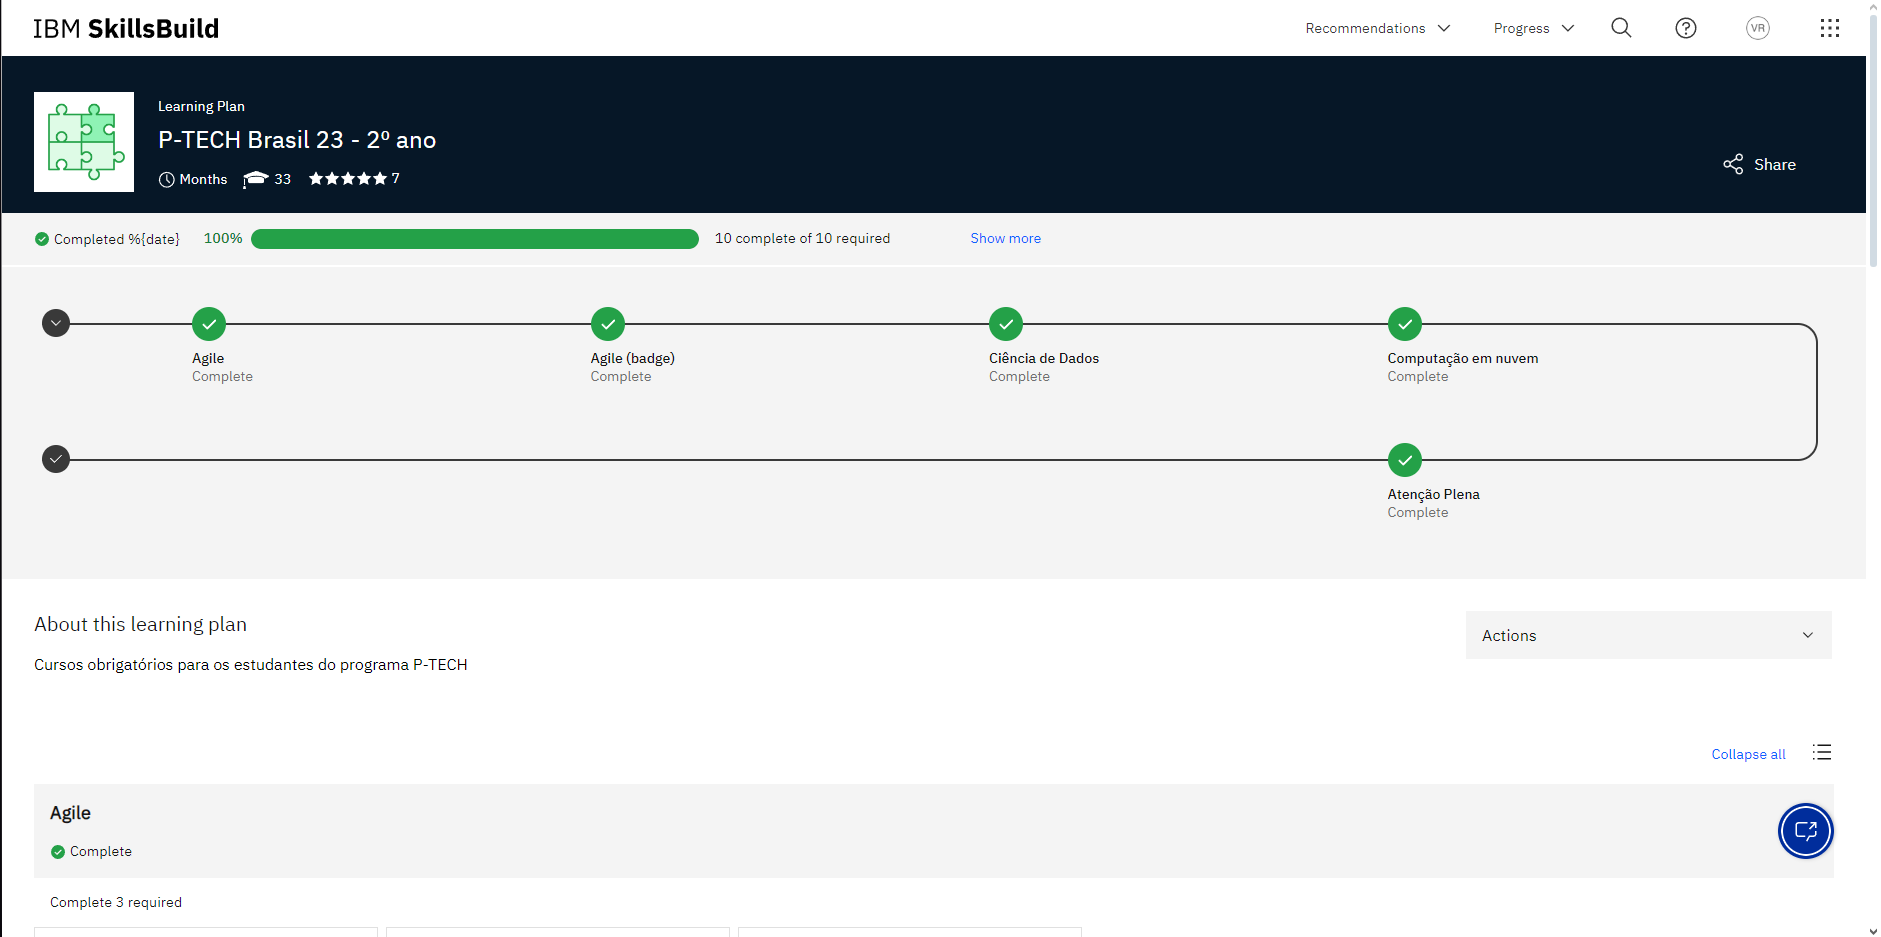 IBM SkillsBuild
Recommendations
Progress
VR
Learning Plan
P-TECH Brasil 23 - 2º ano
Months
33
7
Share
Completed %{date}
100%
10 complete of 10 required
Show more
Agile
Complete
Agile (badge)
Complete
Ciência de Dados
Complete
Computação em nuvem
Complete
Atenção Plena
Complete
About this learning plan
Actions
Cursos obrigatórios para os estudantes do programa P-TECH
Collapse all
Agile
Complete
Complete 3 required